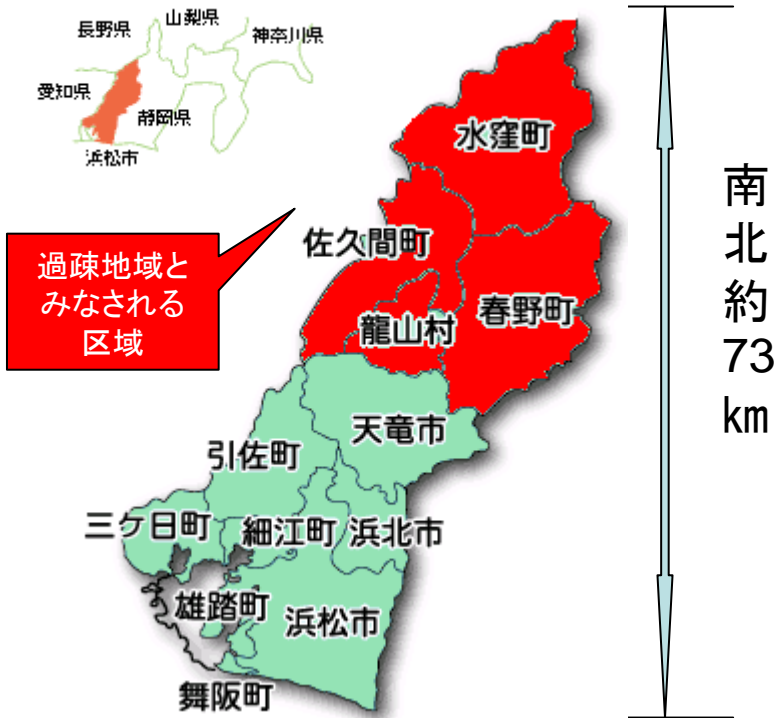 長野県
山梨県
神奈川県
愛知県
静岡県
浜松市
過疎地域と
みなされる
区域
水窪町
佐久間町
春野町
龍山村
天竜市
引佐町
三ケ日町
細江町
浜北市
雄踏町
浜松市
舞阪町
南
北
約
73
km